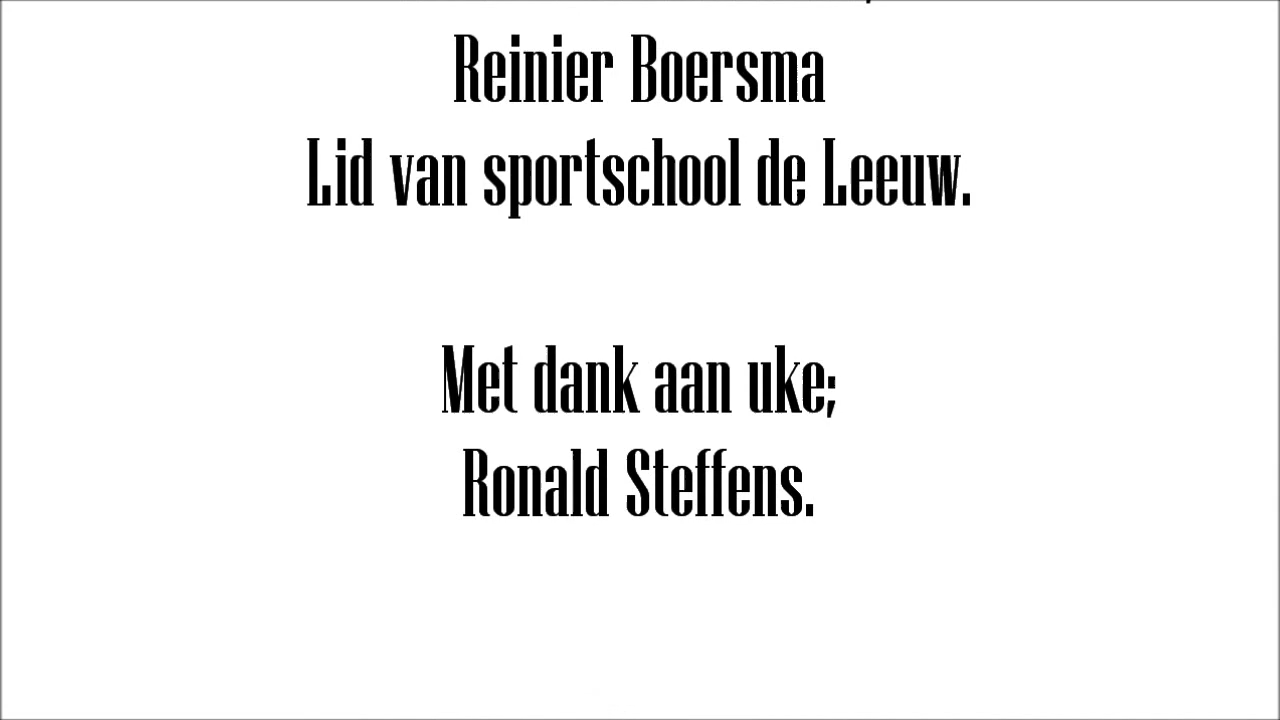 Reinier Boersma
Lid van sportschool de Leeuw.
Met dank aan uke;
Ronald Steffens.